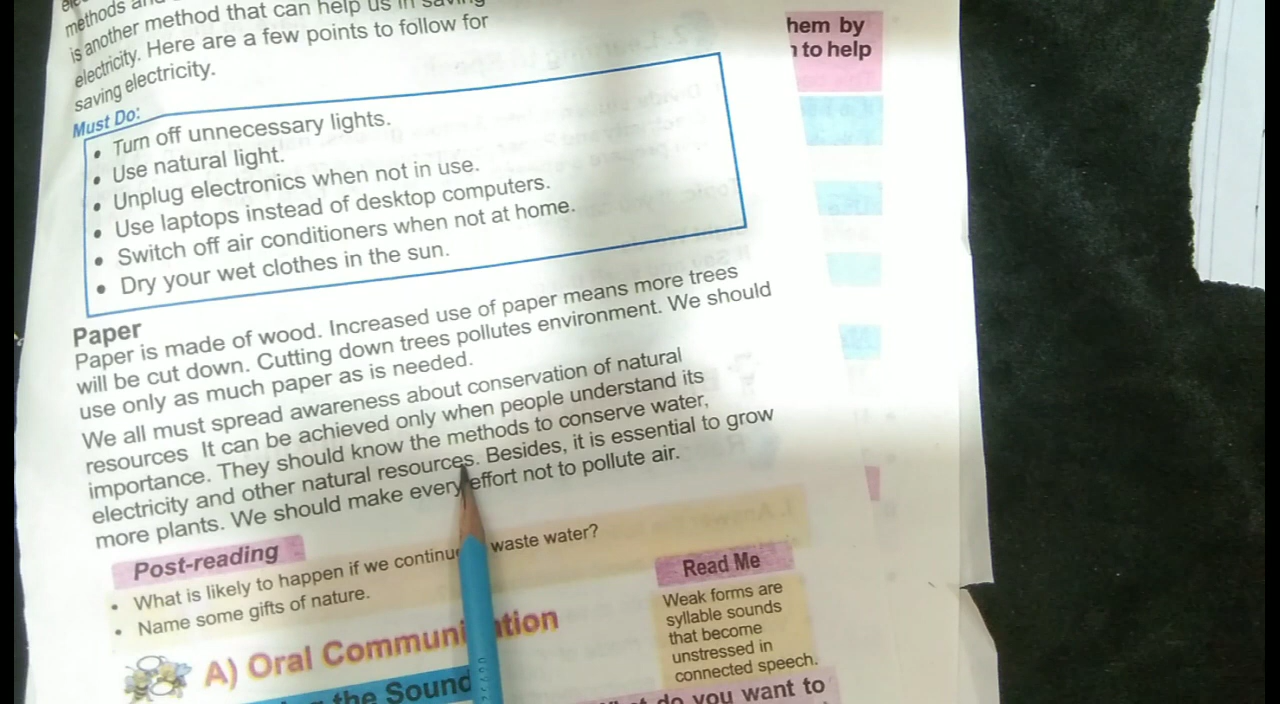 methods and
is another method that can help us in saving
electricity. Here are a few points to follow for
saving electricity.
hem by
to help
Must Do:
• Turn off unnecessary lights.
• Use natural light.
• Unplug electronics when not in use.
• Use laptops instead of desktop computers.
• Switch off air conditioners when not at home.
• Dry your wet clothes in the sun.
Paper
Paper is made of wood. Increased use of paper means more trees
will be cut down. Cutting down trees pollutes environment. We should
use only as much paper as is needed.
We all must spread awareness about conservation of natural
resources It can be achieved only when people understand its
importance. They should know the methods to conserve water,
electricity and other natural resources. Besides, it is essential to grow
more plants. We should make every effort not to pollute air.
Post-reading
• What is likely to happen if we continue waste water?
• Name some gifts of nature.
Read Me
Weak forms are
syllable sounds
that become
unstressed in
connected speech.
A) Oral Communication
the Sound
do you want to